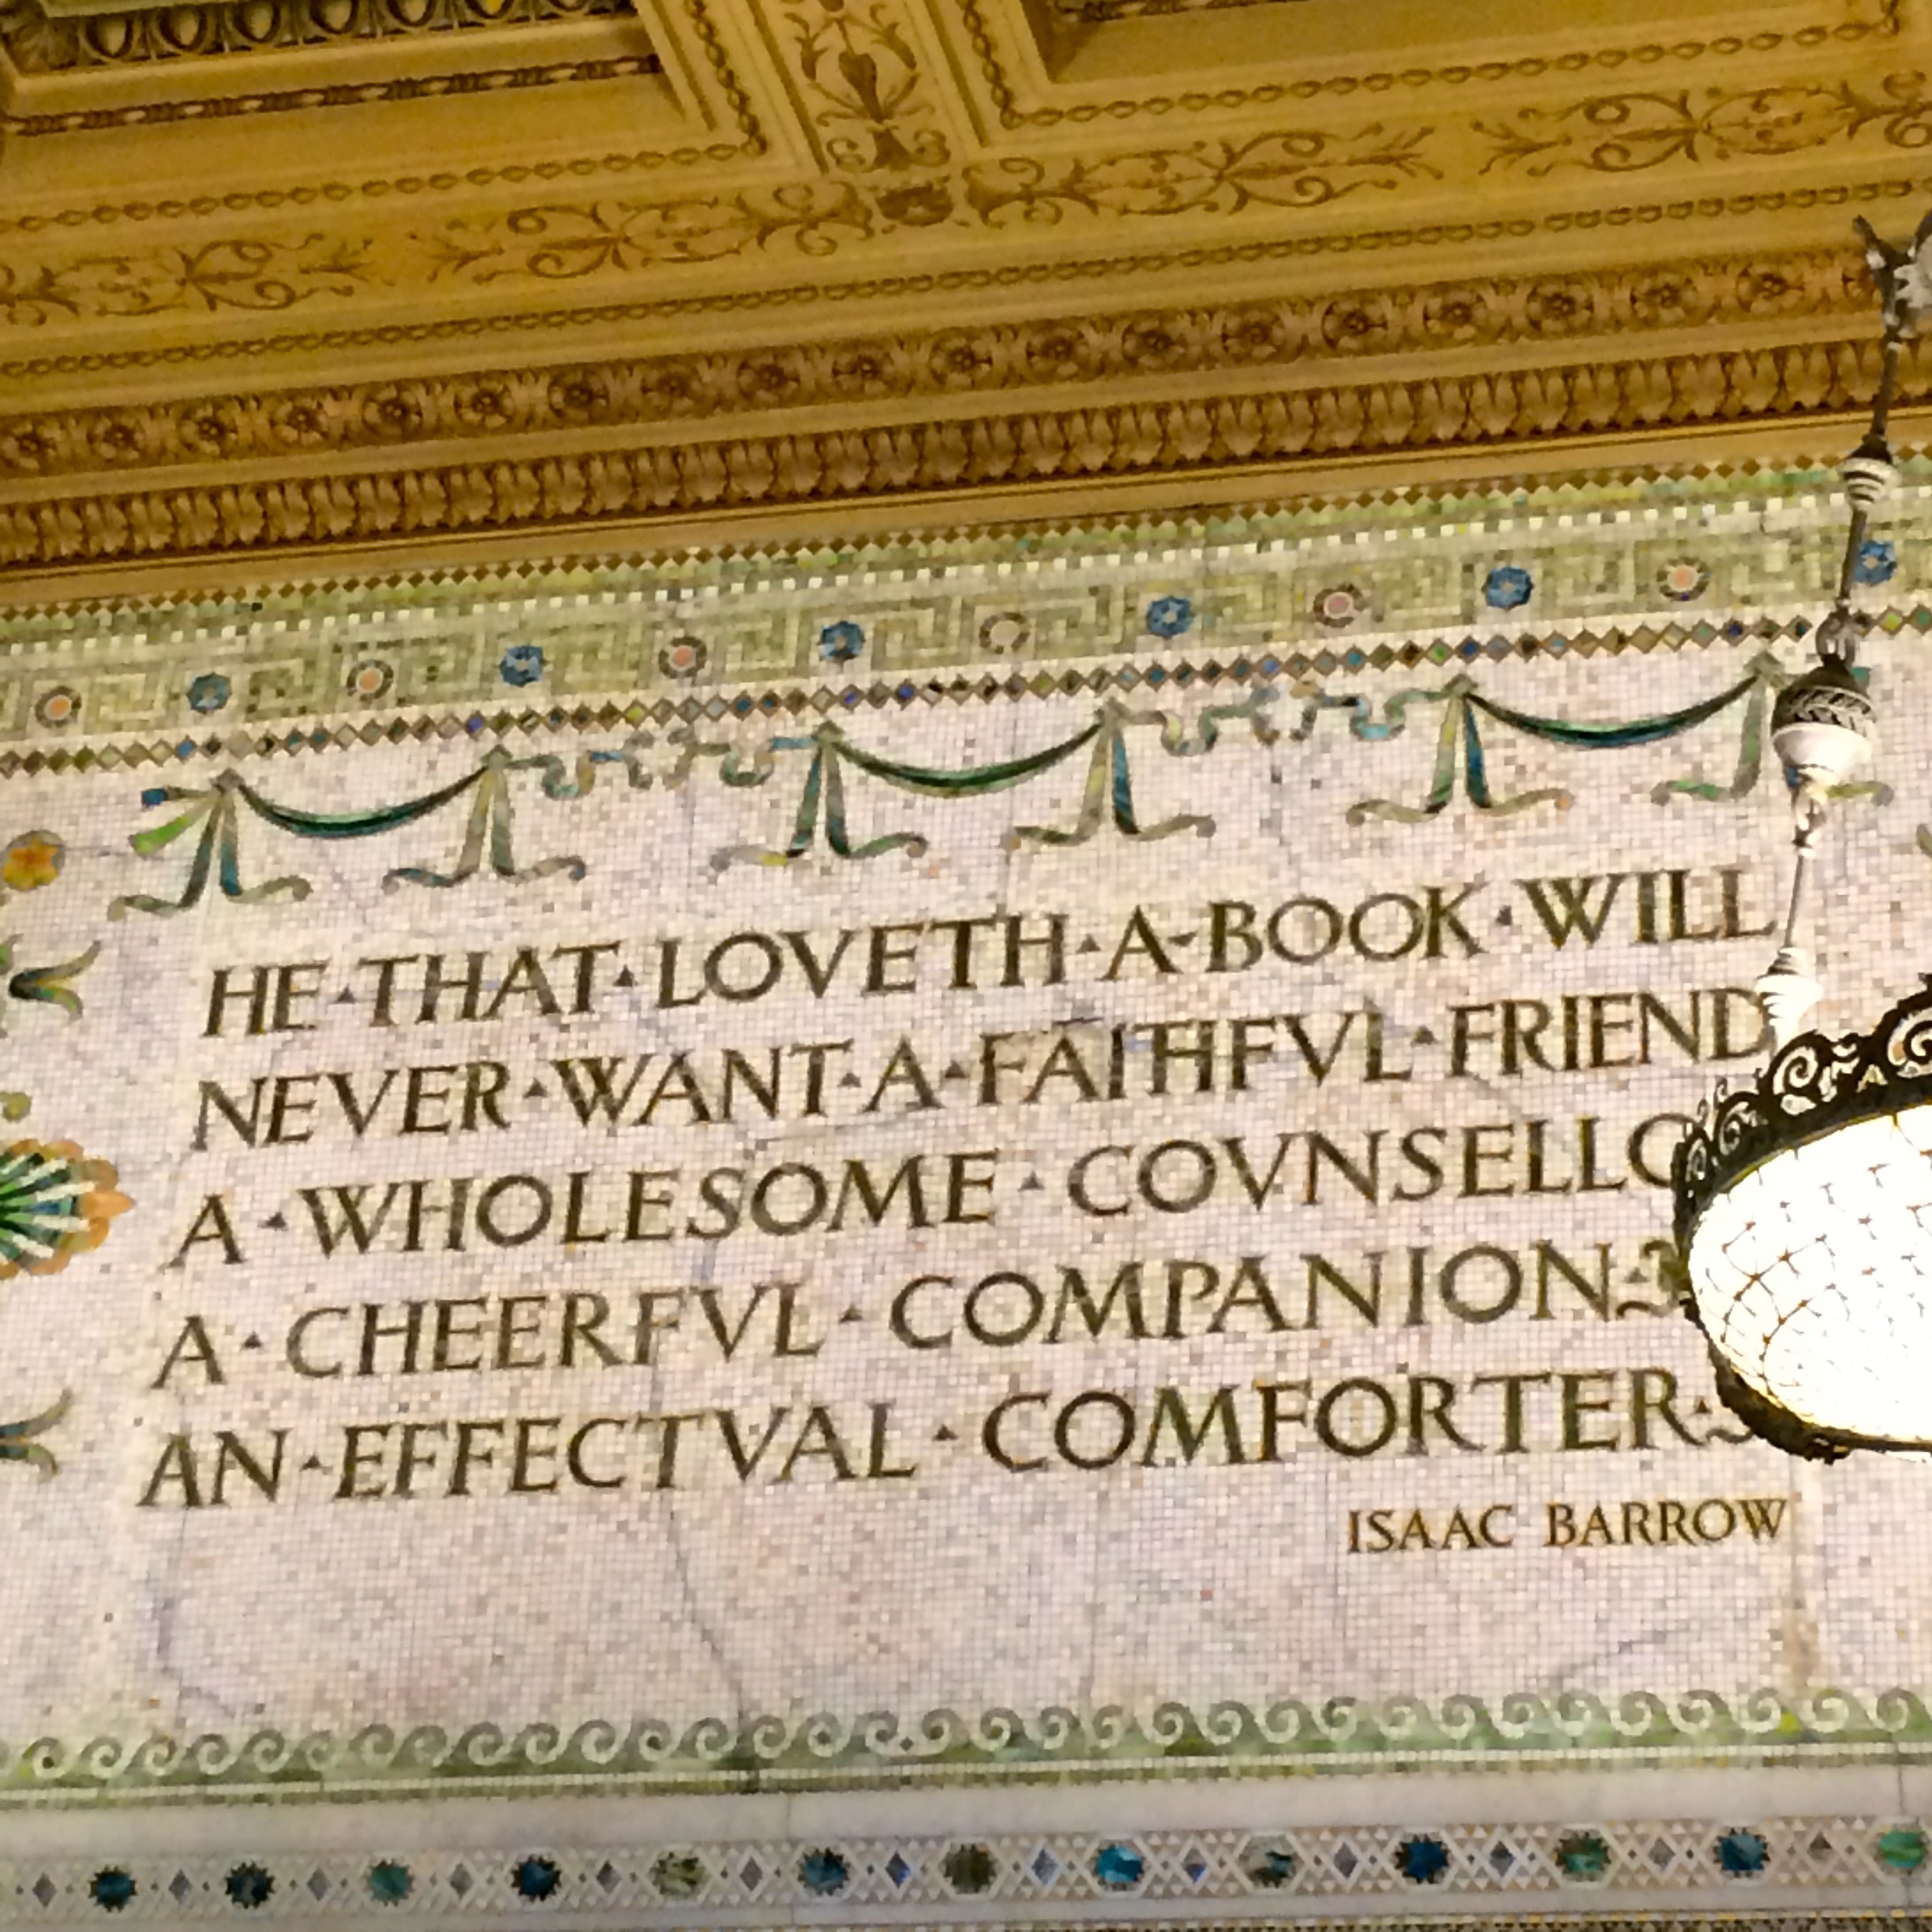 HE·THAT·LOVETH·A·BOOK·WILL
NEVER·WANT·A·FAITHFVL·FRIEND
A·WHOLESOME·COVNSELLO
A·CHEERFVL·COMPANION·
AN·EFFECTVAL·COMFORTER·
ISAAC BARROW